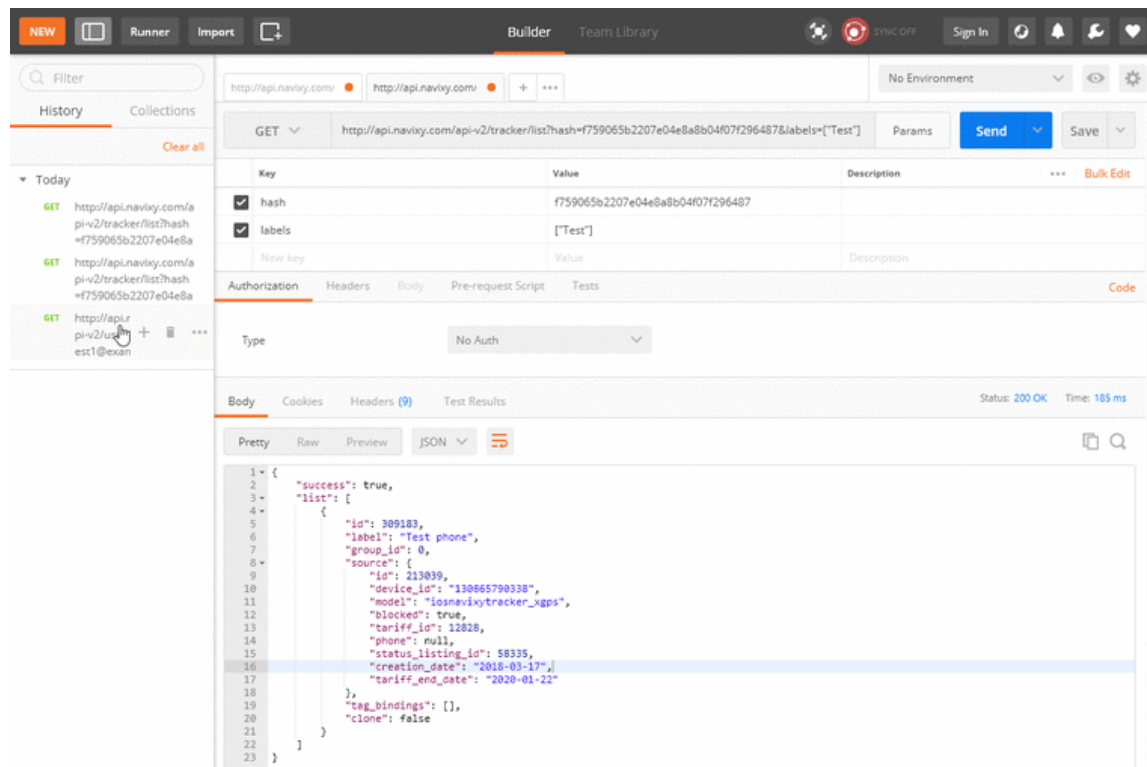 NEW Runner Import Builder Team Library SYNC OFF Sign In
Filter
History Collections
Clear all
Today
GET http://api.navixy.com/a
pi-v2/tracker/list?hash
=f759065b2207e04e8a
GET http://api.navixy.com/a
pi-v2/tracker/list?hash
=f759065b2207e04e8a
GET http://api.r
pi-v2/us
est1@exan
http://api.navixy.com/ http://api.navixy.com/ + ••• No Environment
GET http://api.navixy.com/api-v2/tracker/list?hash=f759065b2207e04e8a8b04f07f296487&labels=["Test"] Params Send Save
Key Value Description ••• Bulk Edit
hash f759065b2207e04e8a8b04f07f296487
labels ["Test"]
New key Value Description
Authorization Headers Body Pre-request Script Tests Code
Type No Auth
Body Cookies Headers (9) Test Results Status: 200 OK Time: 185 ms
Pretty Raw Preview JSON
1 {
2 "success": true,
3 "list": [
4 {
5 "id": 309183,
6 "label": "Test phone",
7 "group_id": 0,
8 "source": {
9 "id": 213039,
10 "device_id": "130865790338",
11 "model": "iosnavixytracker_xgps",
12 "blocked": true,
13 "tariff_id": 12828,
14 "phone": null,
15 "status_listing_id": 58335,
16 "creation_date": "2018-03-17",
17 "tariff_end_date": "2020-01-22"
18 },
19 "tag_bindings": [],
20 "clone": false
21 }
22 ]
23 }